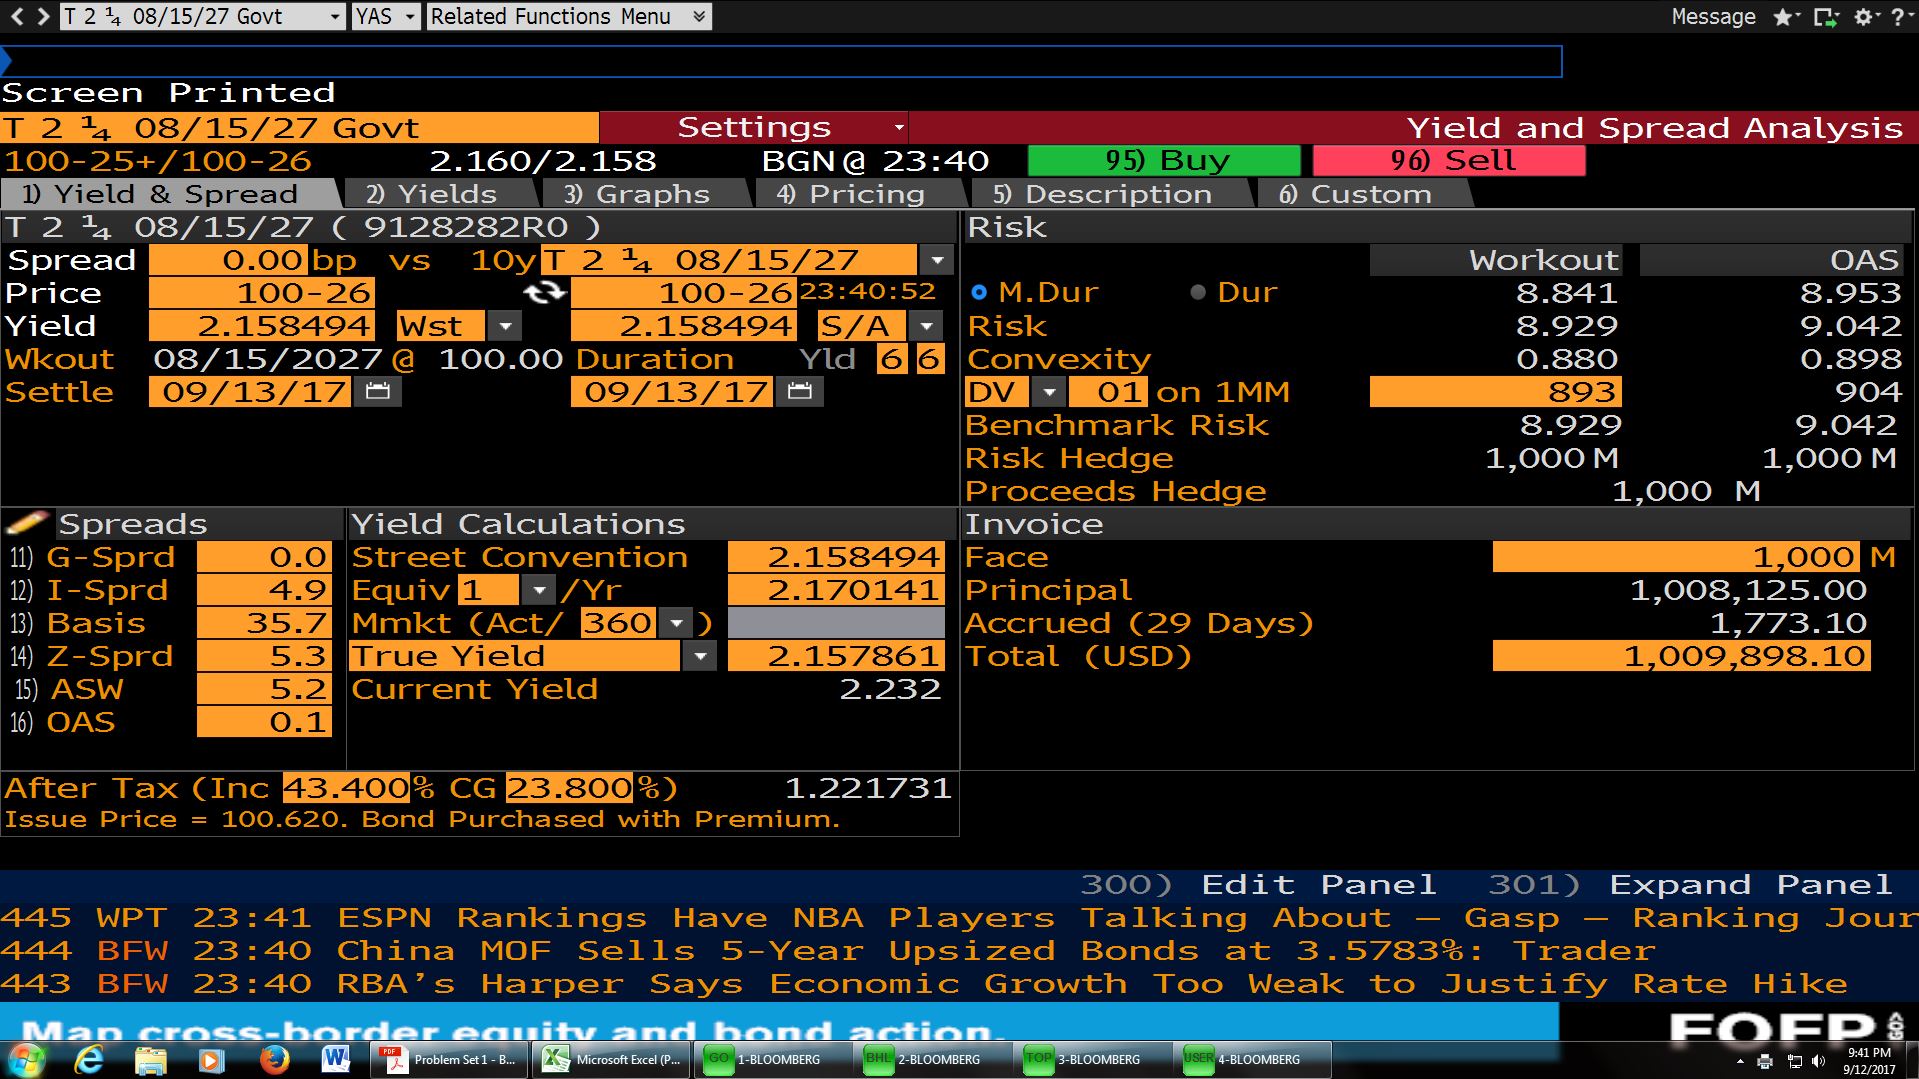 T 2 ¼ 08/15/27 Govt YAS Related Functions Menu Message ?
Screen Printed
T 2 ¼ 08/15/27 Govt Settings Yield and Spread Analysis
100-25+/100-26 2.160/2.158 BGN @ 23:40 95) Buy 96) Sell
1) Yield & Spread 2) Yields 3) Graphs 4) Pricing 5) Description 6) Custom
T 2 ¼ 08/15/27 ( 9128282R0 )
Spread 0.00 bp vs 10y T 2 ¼ 08/15/27
Price 100-26 100-26 23:40:52
Yield 2.158494 Wst 2.158494 S/A
Wkout 08/15/2027 @ 100.00 Duration Yld 6 6
Settle 09/13/17 09/13/17
Risk
Workout OAS
M.Dur Dur 8.841 8.953
Risk 8.929 9.042
Convexity 0.880 0.898
DV 01 on 1MM 893 904
Benchmark Risk 8.929 9.042
Risk Hedge 1,000 M 1,000 M
Proceeds Hedge 1,000 M
Spreads
11) G-Sprd 0.0
12) I-Sprd 4.9
13) Basis 35.7
14) Z-Sprd 5.3
15) ASW 5.2
16) OAS 0.1
Yield Calculations
Street Convention 2.158494
Equiv 1 /Yr 2.170141
Mmkt (Act/ 360 )
True Yield 2.157861
Current Yield 2.232
Invoice
Face 1,000 M
Principal 1,008,125.00
Accrued (29 Days) 1,773.10
Total (USD) 1,009,898.10
After Tax (Inc 43.400 % CG 23.800 %) 1.221731
Issue Price = 100.620. Bond Purchased with Premium.
300) Edit Panel 301) Expand Panel
445 WPT 23:41 ESPN Rankings Have NBA Players Talking About — Gasp — Ranking Jour
444 BFW 23:40 China MOF Sells 5-Year Upsized Bonds at 3.5783%: Trader
443 BFW 23:40 RBA's Harper Says Economic Growth Too Weak to Justify Rate Hike
Map cross-border equity and bond action.
Problem Set 1 - B... Microsoft Excel (P... GO 1-BLOOMBERG BHL 2-BLOOMBERG TOP 3-BLOOMBERG USER 4-BLOOMBERG
9:41 PM
9/12/2017